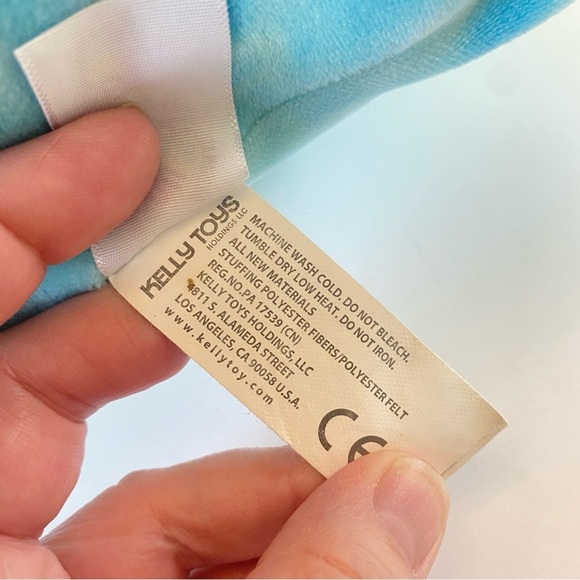 KELLY TOYS
HOLDINGS LLC
MACHINE WASH COLD. DO NOT BLEACH.
TUMBLE DRY LOW HEAT. DO NOT IRON.
ALL NEW MATERIALS
STUFFING POLYESTER FIBERS/POLYESTER FELT
REG.NO.PA 17539 (CN)
KELLY TOYS HOLDINGS, LLC
4811 S. ALAMEDA STREET
LOS ANGELES, CA 90058 U.S.A.
www.kellytoy.com
CE